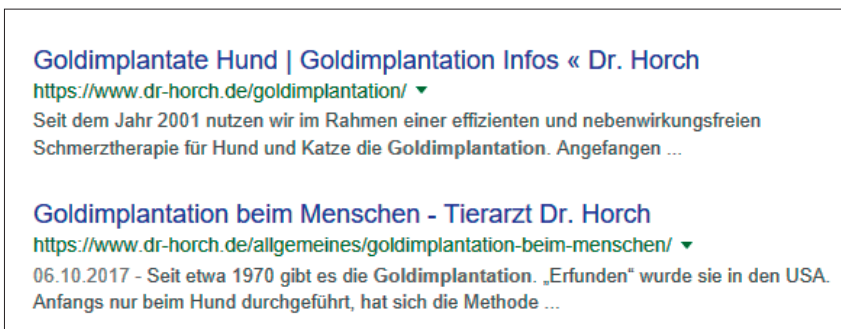 Goldimplantate Hund | Goldimplantation Infos « Dr. Horch
https://www.dr-horch.de/goldimplantation/
Seit dem Jahr 2001 nutzen wir im Rahmen einer effizienten und nebenwirkungsfreien
Schmerztherapie für Hund und Katze die Goldimplantation. Angefangen ...
Goldimplantation beim Menschen - Tierarzt Dr. Horch
https://www.dr-horch.de/allgemeines/goldimplantation-beim-menschen/
06.10.2017 - Seit etwa 1970 gibt es die Goldimplantation. „Erfunden“ wurde sie in den USA.
Anfangs nur beim Hund durchgeführt, hat sich die Methode ...